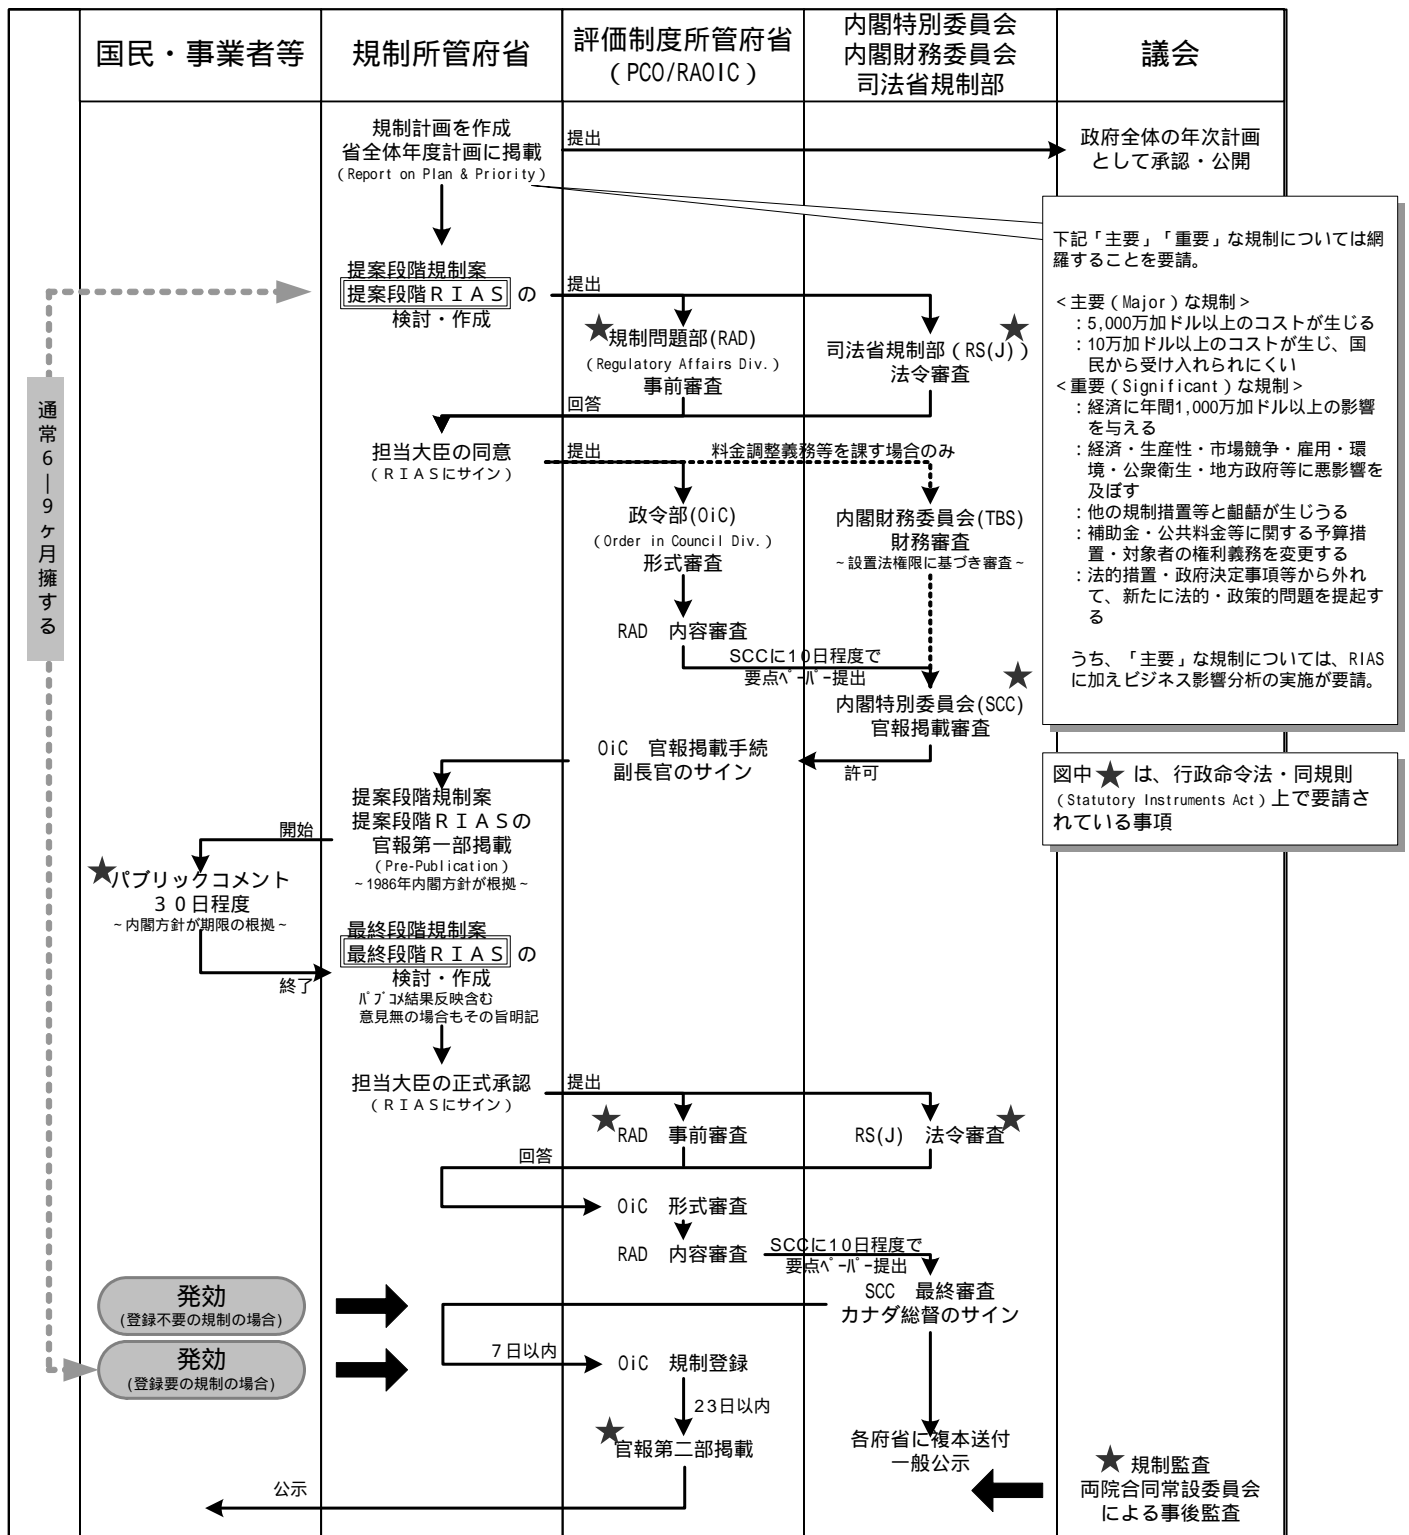 国民・事業者等
規制所管府省
評価制度所管府省
（PCO/RAOIC）
内閣特別委員会
内閣財務委員会
司法省規制部
議会
規制計画を作成
省全体年度計画に掲載
（Report on Plan & Priority）
提出
政府全体の年次計画
として承認・公開
下記「主要」「重要」な規制については網
羅することを要請。
＜主要（Major）な規制＞
：5,000万加ドル以上のコストが生じる
：10万加ドル以上のコストが生じ、国
民から受け入れられにくい
＜重要（Significant）な規制＞
：経済に年間1,000万加ドル以上の影響
を与える
：経済・生産性・市場競争・雇用・環
境・公衆衛生・地方政府等に悪影響を
及ぼす
：他の規制措置等と齟齬が生じうる
：補助金・公共料金等に関する予算措
置・対象者の権利義務を変更する
：法的措置・政府決定事項等から外れ
て、新たに法的・政策的問題を提起す
る
うち、「主要」な規制については、RIAS
に加えビジネス影響分析の実施が要請。
図中★は、行政命令法・同規則
（Statutory Instruments Act）上で要請さ
れている事項
通常6―9ヶ月擁する
提案段階規制案
提案段階ＲＩＡＳの
検討・作成
提出
★規制問題部(RAD)
（Regulatory Affairs Div.）
事前審査
★
司法省規制部（RS(J)）
法令審査
回答
担当大臣の同意
（ＲＩＡＳにサイン）
提出
料金調整義務等を課す場合のみ
政令部(OiC)
（Order in Council Div.）
形式審査
内閣財務委員会(TBS)
財務審査
~設置法権限に基づき審査~
RAD 内容審査
SCCに10日程度で
要点ﾍﾟｰﾊﾟｰ提出
★
内閣特別委員会(SCC)
官報掲載審査
許可
OiC 官報掲載手続
副長官のサイン
提案段階規制案
提案段階ＲＩＡＳの
官報第一部掲載
（Pre-Publication）
~1986年内閣方針が根拠~
開始
★パブリックコメント
３０日程度
~内閣方針が期限の根拠~
終了
最終段階規制案
最終段階ＲＩＡＳの
検討・作成
ﾊﾟﾌﾞｺﾒ結果反映含む
意見無の場合もその旨明記
担当大臣の正式承認
（ＲＩＡＳにサイン）
提出
★RAD 事前審査
RS(J) 法令審査★
回答
OiC 形式審査
RAD 内容審査
SCCに10日程度で
要点ﾍﾟｰﾊﾟｰ提出
SCC 最終審査
カナダ総督のサイン
発効
(登録不要の規制の場合)
発効
(登録要の規制の場合)
7日以内
OiC 規制登録
23日以内
★官報第二部掲載
公示
各府省に複本送付
一般公示
★規制監査
両院合同常設委員会
による事後監査